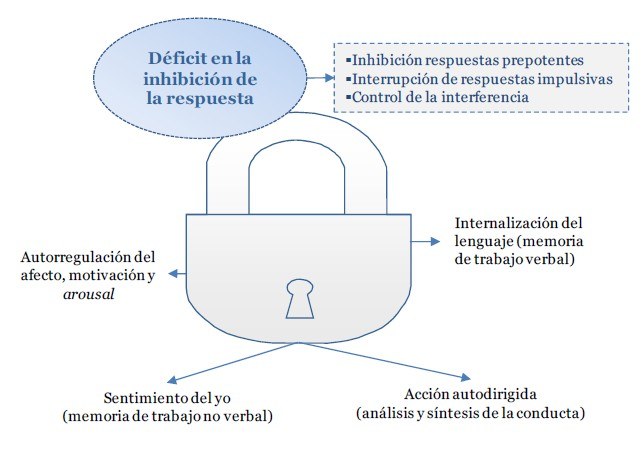 Déficit en la
inhibición de
la respuesta
▪Inhibición respuestas prepotentes
▪Interrupción de respuestas impulsivas
▪Control de la interferencia
Internalización del
lenguaje (memoria
de trabajo verbal)
Autorregulación del
afecto, motivación y
arousal
Sentimiento del yo
(memoria de trabajo no verbal)
Acción autodirigida
(análisis y síntesis de la conducta)